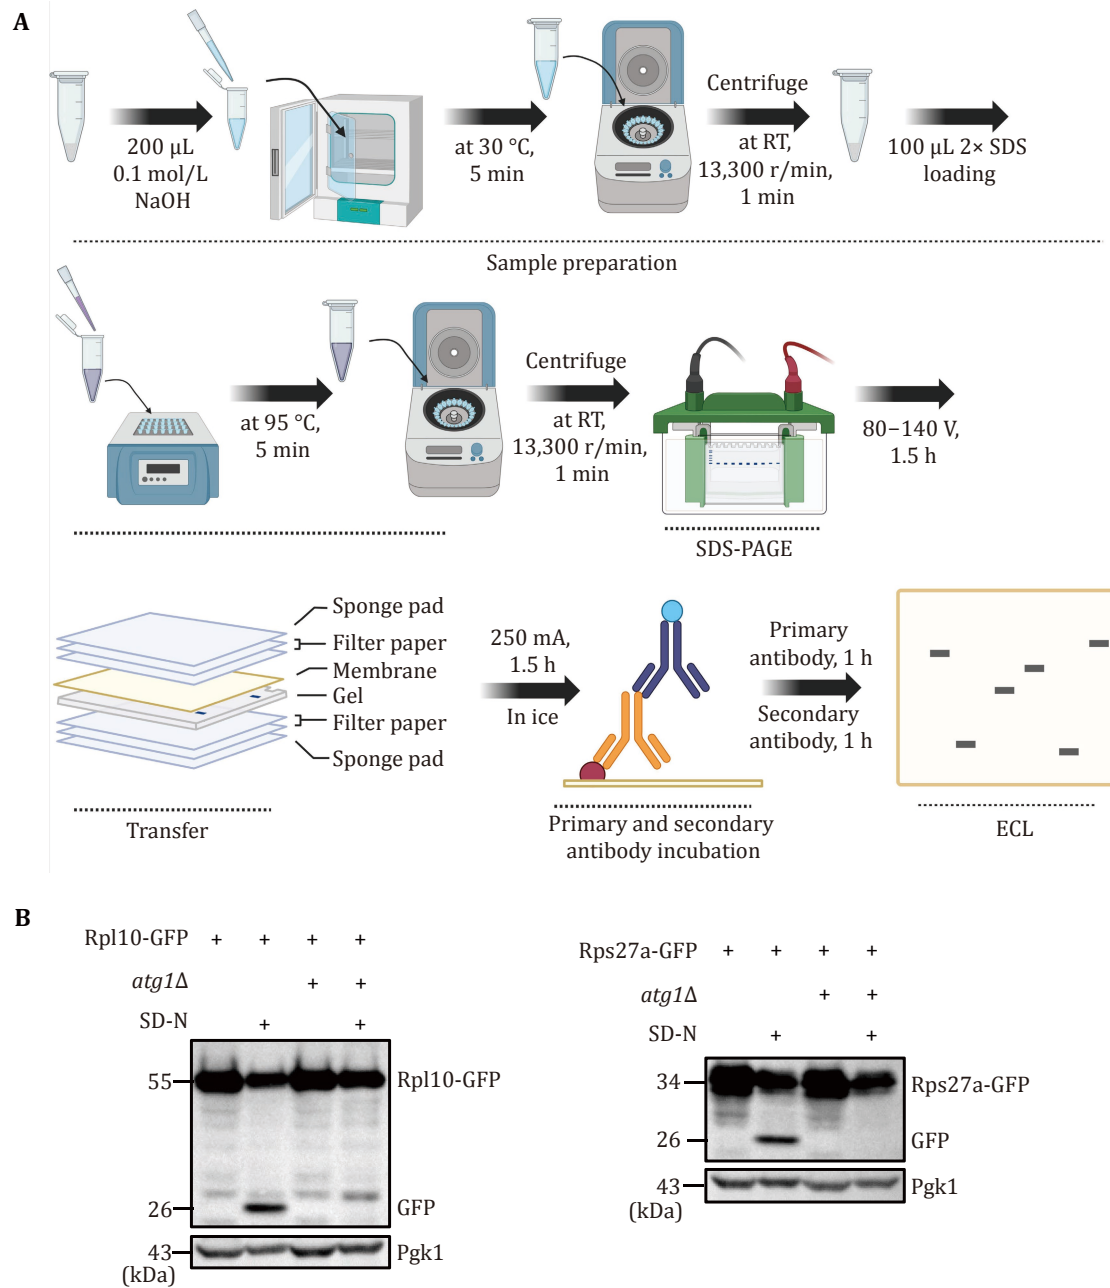 A
200 μL
0.1 mol/L
NaOH
at 30 °C,
5 min
Centrifuge
at RT,
13,300 r/min,
1 min
100 μL 2× SDS
loading
Sample preparation
at 95 °C,
5 min
Centrifuge
at RT,
13,300 r/min,
1 min
80–140 V,
1.5 h
SDS-PAGE
Sponge pad
Filter paper
Membrane
Gel
Filter paper
Sponge pad
Transfer
250 mA,
1.5 h
In ice
Primary and secondary
antibody incubation
Primary
antibody, 1 h
Secondary
antibody, 1 h
ECL
B
Rpl10-GFP + + + +
atg1Δ + +
SD-N + +
55 Rpl10-GFP
26 GFP
43 Pgk1
(kDa)
Rps27a-GFP + + + +
atg1Δ + +
SD-N + +
34 Rps27a-GFP
26 GFP
43 Pgk1
(kDa)